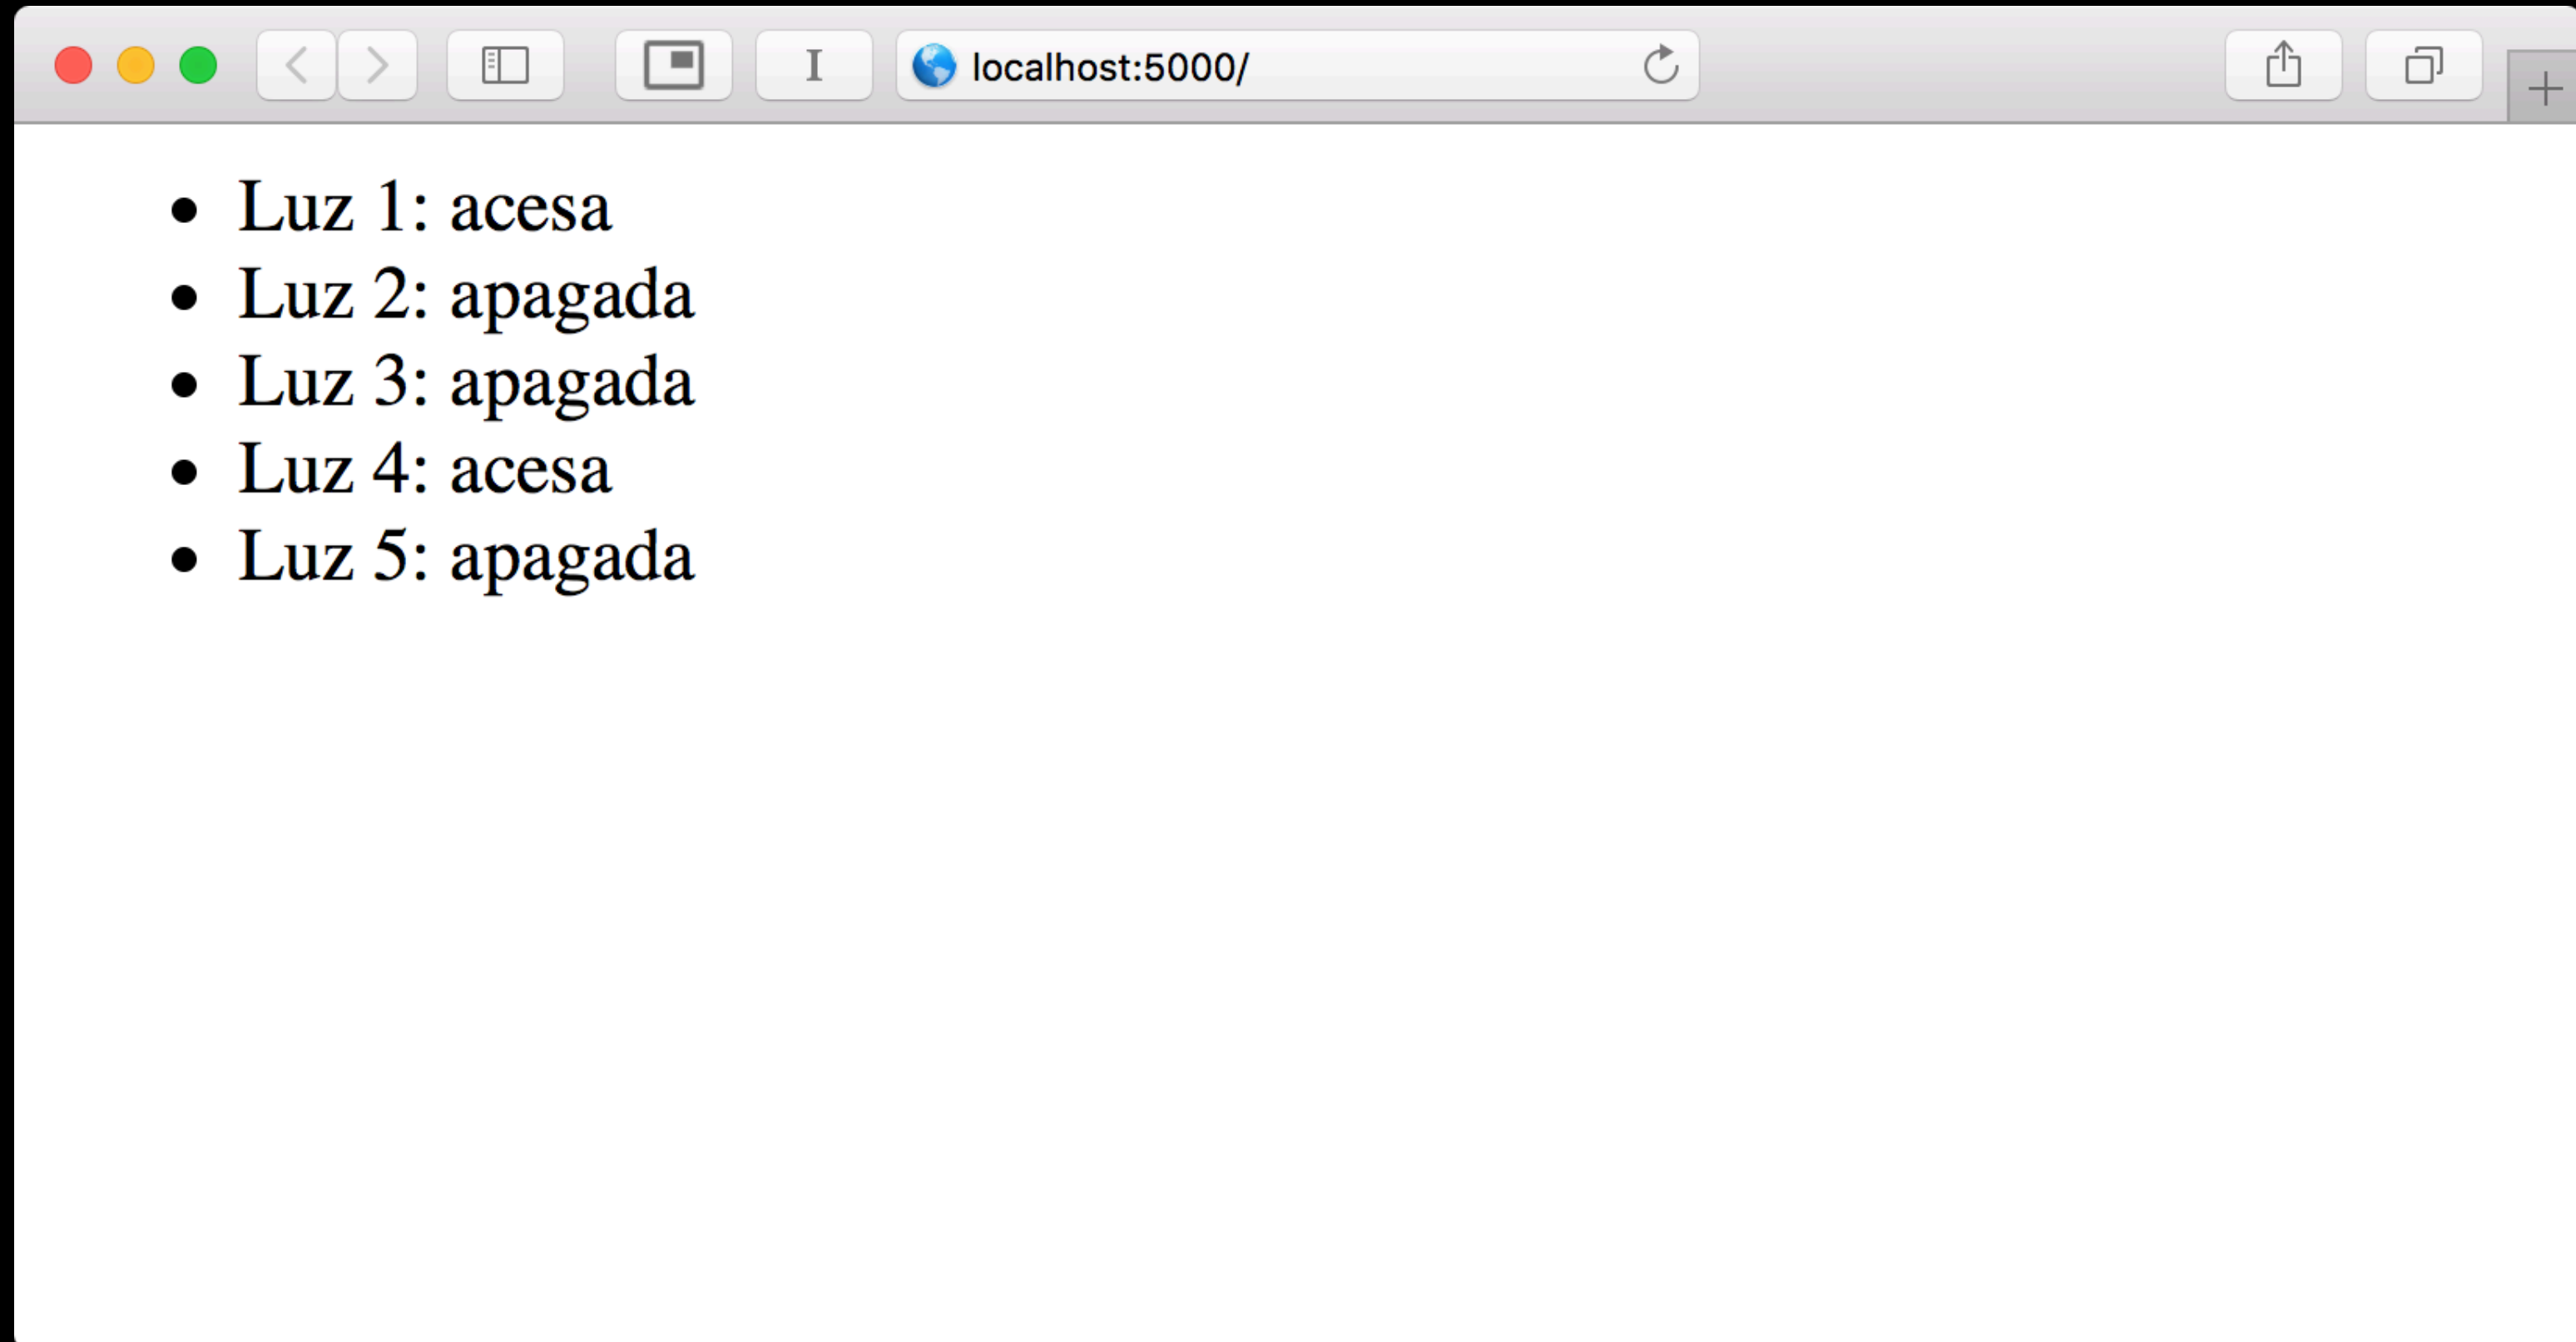 localhost:5000/
Luz 1: acesa
Luz 2: apagada
Luz 3: apagada
Luz 4: acesa
Luz 5: apagada